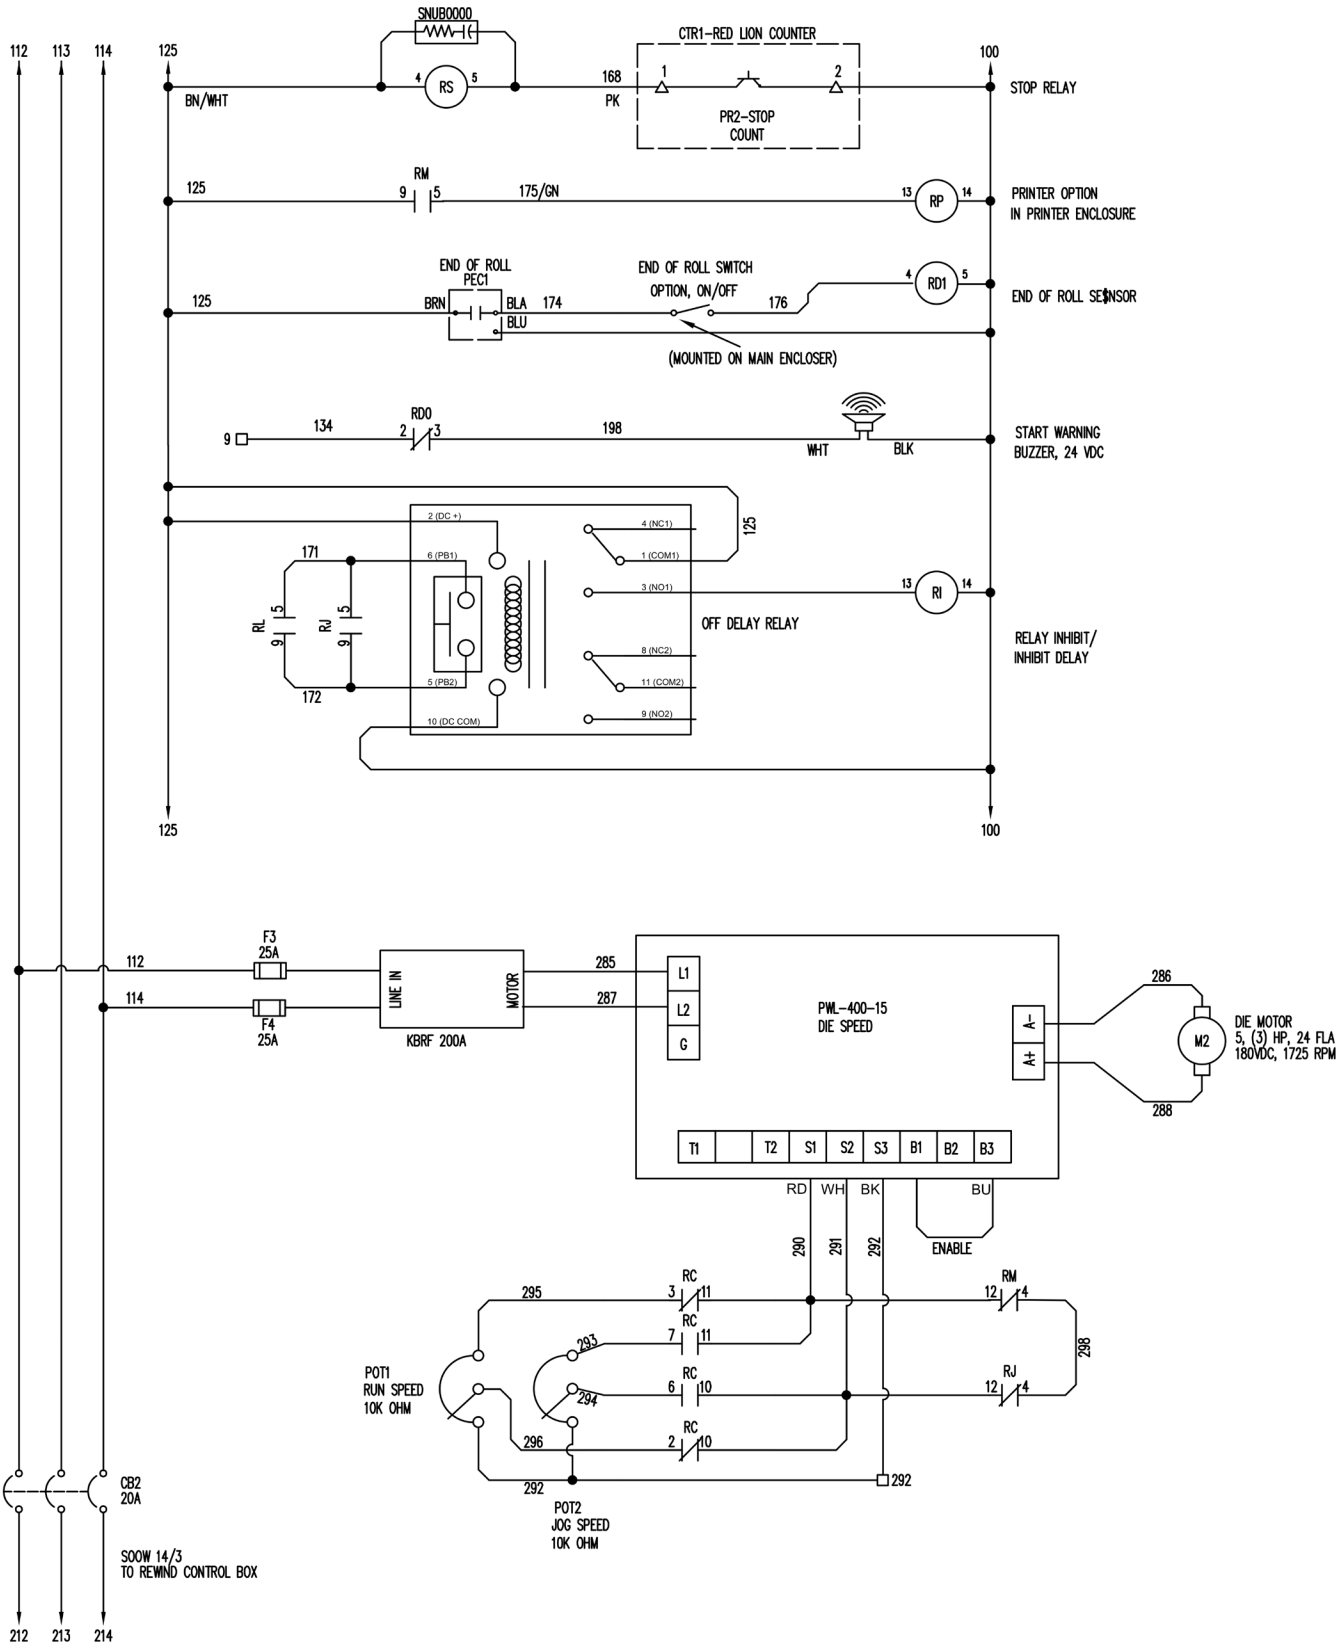 SNUB0000
CTR1-RED LION COUNTER
112 113 114 125 100
4 RS 5 168 1 2 STOP RELAY
BN/WHT PK
PR2-STOP
COUNT
RM
125 9 5 175/GN 13 RP 14 PRINTER OPTION
IN PRINTER ENCLOSURE
END OF ROLL
PEC1
END OF ROLL SWITCH
OPTION, ON/OFF
4 RD1 5
125 BRN BLA 174 176 END OF ROLL SE$NSOR
BLU
(MOUNTED ON MAIN ENCLOSER)
RD0
9 134 2 3 198 START WARNING
BUZZER, 24 VDC
WHT BLK
2 (DC +) 4 (NC1) 125
171 6 (PB1) 1 (COM1)
3 (NO1) 13 RI 14
RL 5 9 RJ 5 9 OFF DELAY RELAY
RELAY INHIBIT/
INHIBIT DELAY
8 (NC2)
172 5 (PB2) 11 (COM2)
10 (DC COM) 9 (NO2)
125 100
F3
25A
112 285 L1
LINE IN MOTOR
114 287 L2
F4
25A
KBRF 200A
G
PWL-400-15
DIE SPEED
A-
A+
286
M2
288
DIE MOTOR
5, (3) HP, 24 FLA
180VDC, 1725 RPM
T1 T2 S1 S2 S3 B1 B2 B3
RD WH BK BU
290 291 292 ENABLE
295 3 RC 11 12 RM 4
293 7 RC 11 298
294 6 RC 10 12 RJ 4
296 2 RC 10
POT1
RUN SPEED
10K OHM
292 292
POT2
JOG SPEED
10K OHM
CB2
20A
SOOW 14/3
TO REWIND CONTROL BOX
212 213 214